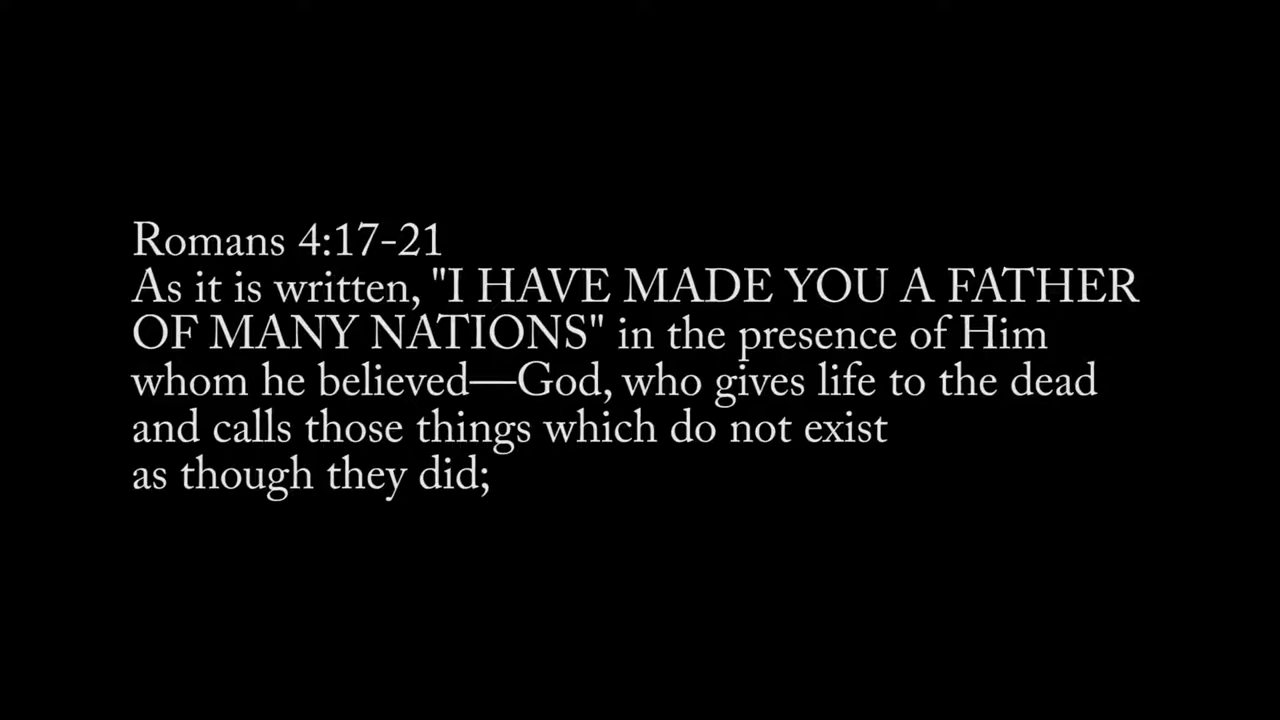 Romans 4:17-21
As it is written, "I HAVE MADE YOU A FATHER
OF MANY NATIONS" in the presence of Him
whom he believed—God, who gives life to the dead
and calls those things which do not exist
as though they did;